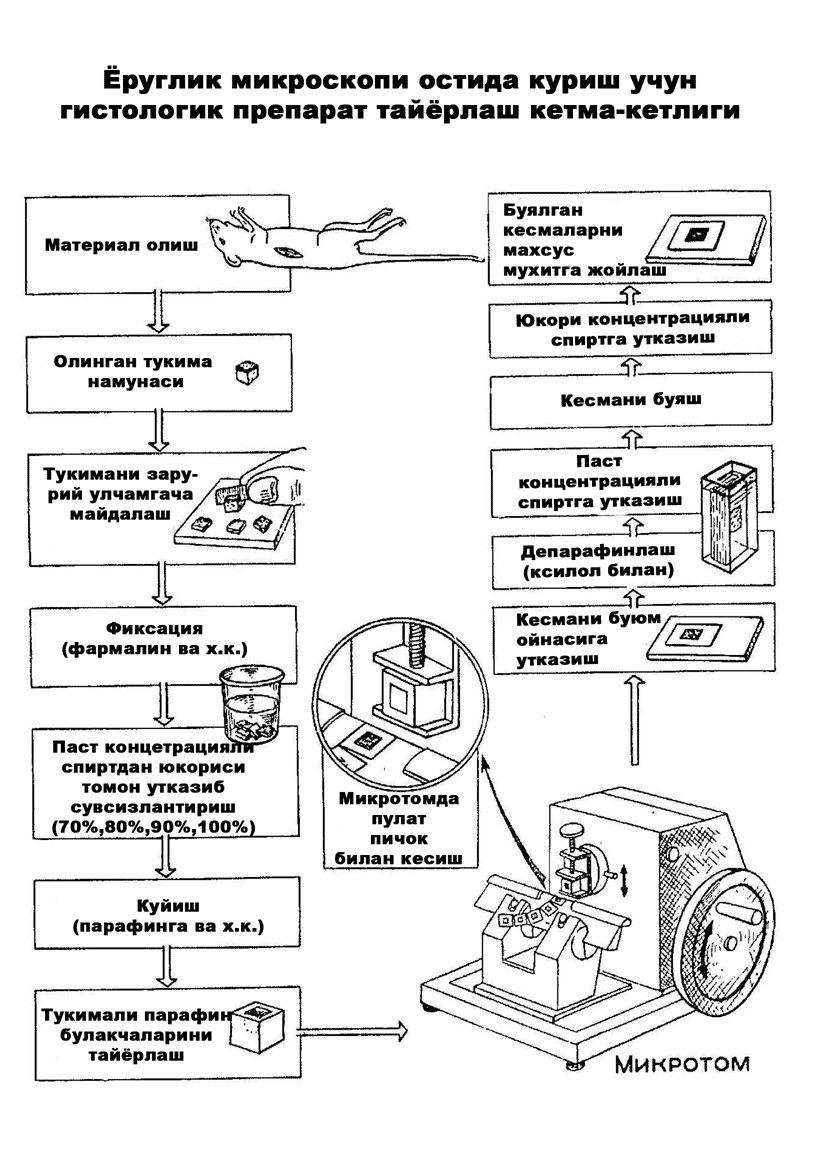 Ёруглик микроскопи остида куриш учун
гистологик препарат тайёрлаш кетма-кетлиги
Материал олиш
Олинган тукима
намунаси
Тукимани зару-
рий улчамгача
майдалаш
Фиксация
(фармалин ва х.к.)
Паст концетрацияли
спиртдан юкориси
томон утказиб
сувсизлантириш
(70%,80%,90%,100%)
Куйиш
(парафинга ва х.к.)
Тукимали парафин
булакчаларини
тайёрлаш
Микротомда
пулат
пичок
билан кесиш
Микротом
Кесмани буюм
ойнасига
утказиш
Депарафинлаш
(ксилол билан)
Паст
концентрацияли
спиртга утказиш
Кесмани буяш
Юкори концентрацияли
спиртга утказиш
Буялган
кесмаларни
махсус
мухитга жойлаш